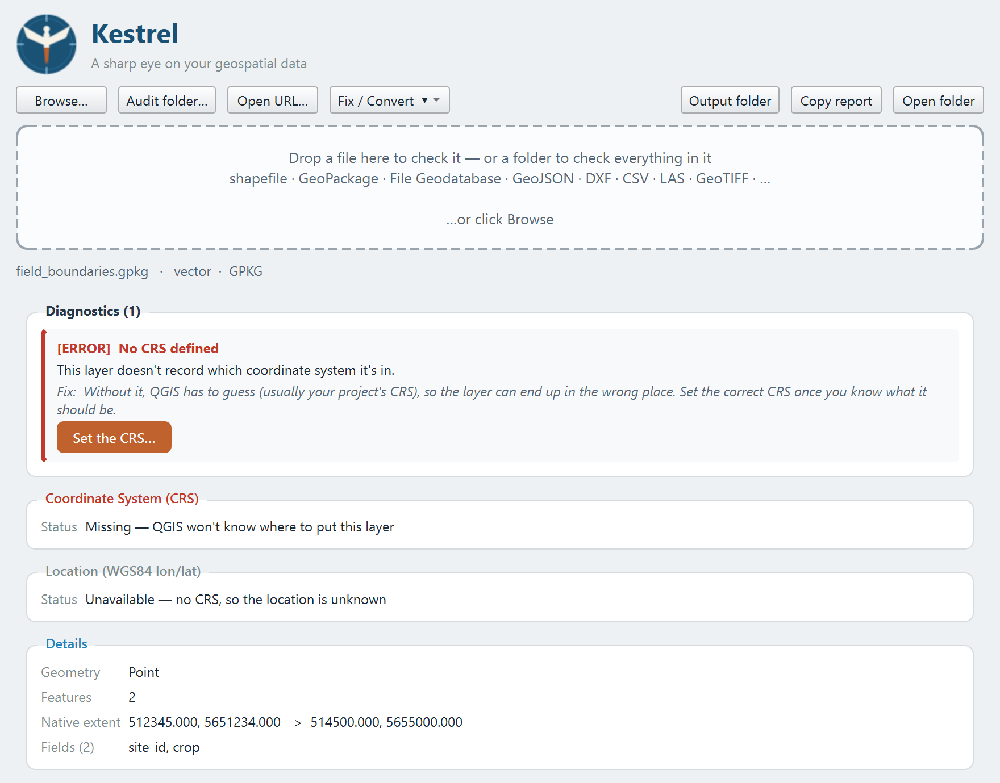 Kestrel
A sharp eye on your geospatial data
Browse...
Audit folder...
Open URL...
Fix / Convert ▾
Output folder
Copy report
Open folder
Drop a file here to check it — or a folder to check everything in it
shapefile · GeoPackage · File Geodatabase · GeoJSON · DXF · CSV · LAS · GeoTIFF · ...
...or click Browse
field_boundaries.gpkg · vector · GPKG
Diagnostics (1)
[ERROR] No CRS defined
This layer doesn't record which coordinate system it's in.
Fix: Without it, QGIS has to guess (usually your project's CRS), so the layer can end up in the wrong place. Set the correct CRS once you know what it
should be.
Set the CRS...
Coordinate System (CRS)
Status Missing — QGIS won't know where to put this layer
Location (WGS84 lon/lat)
Status Unavailable — no CRS, so the location is unknown
Details
Geometry Point
Features 2
Native extent 512345.000, 5651234.000 -> 514500.000, 5655000.000
Fields (2) site_id, crop